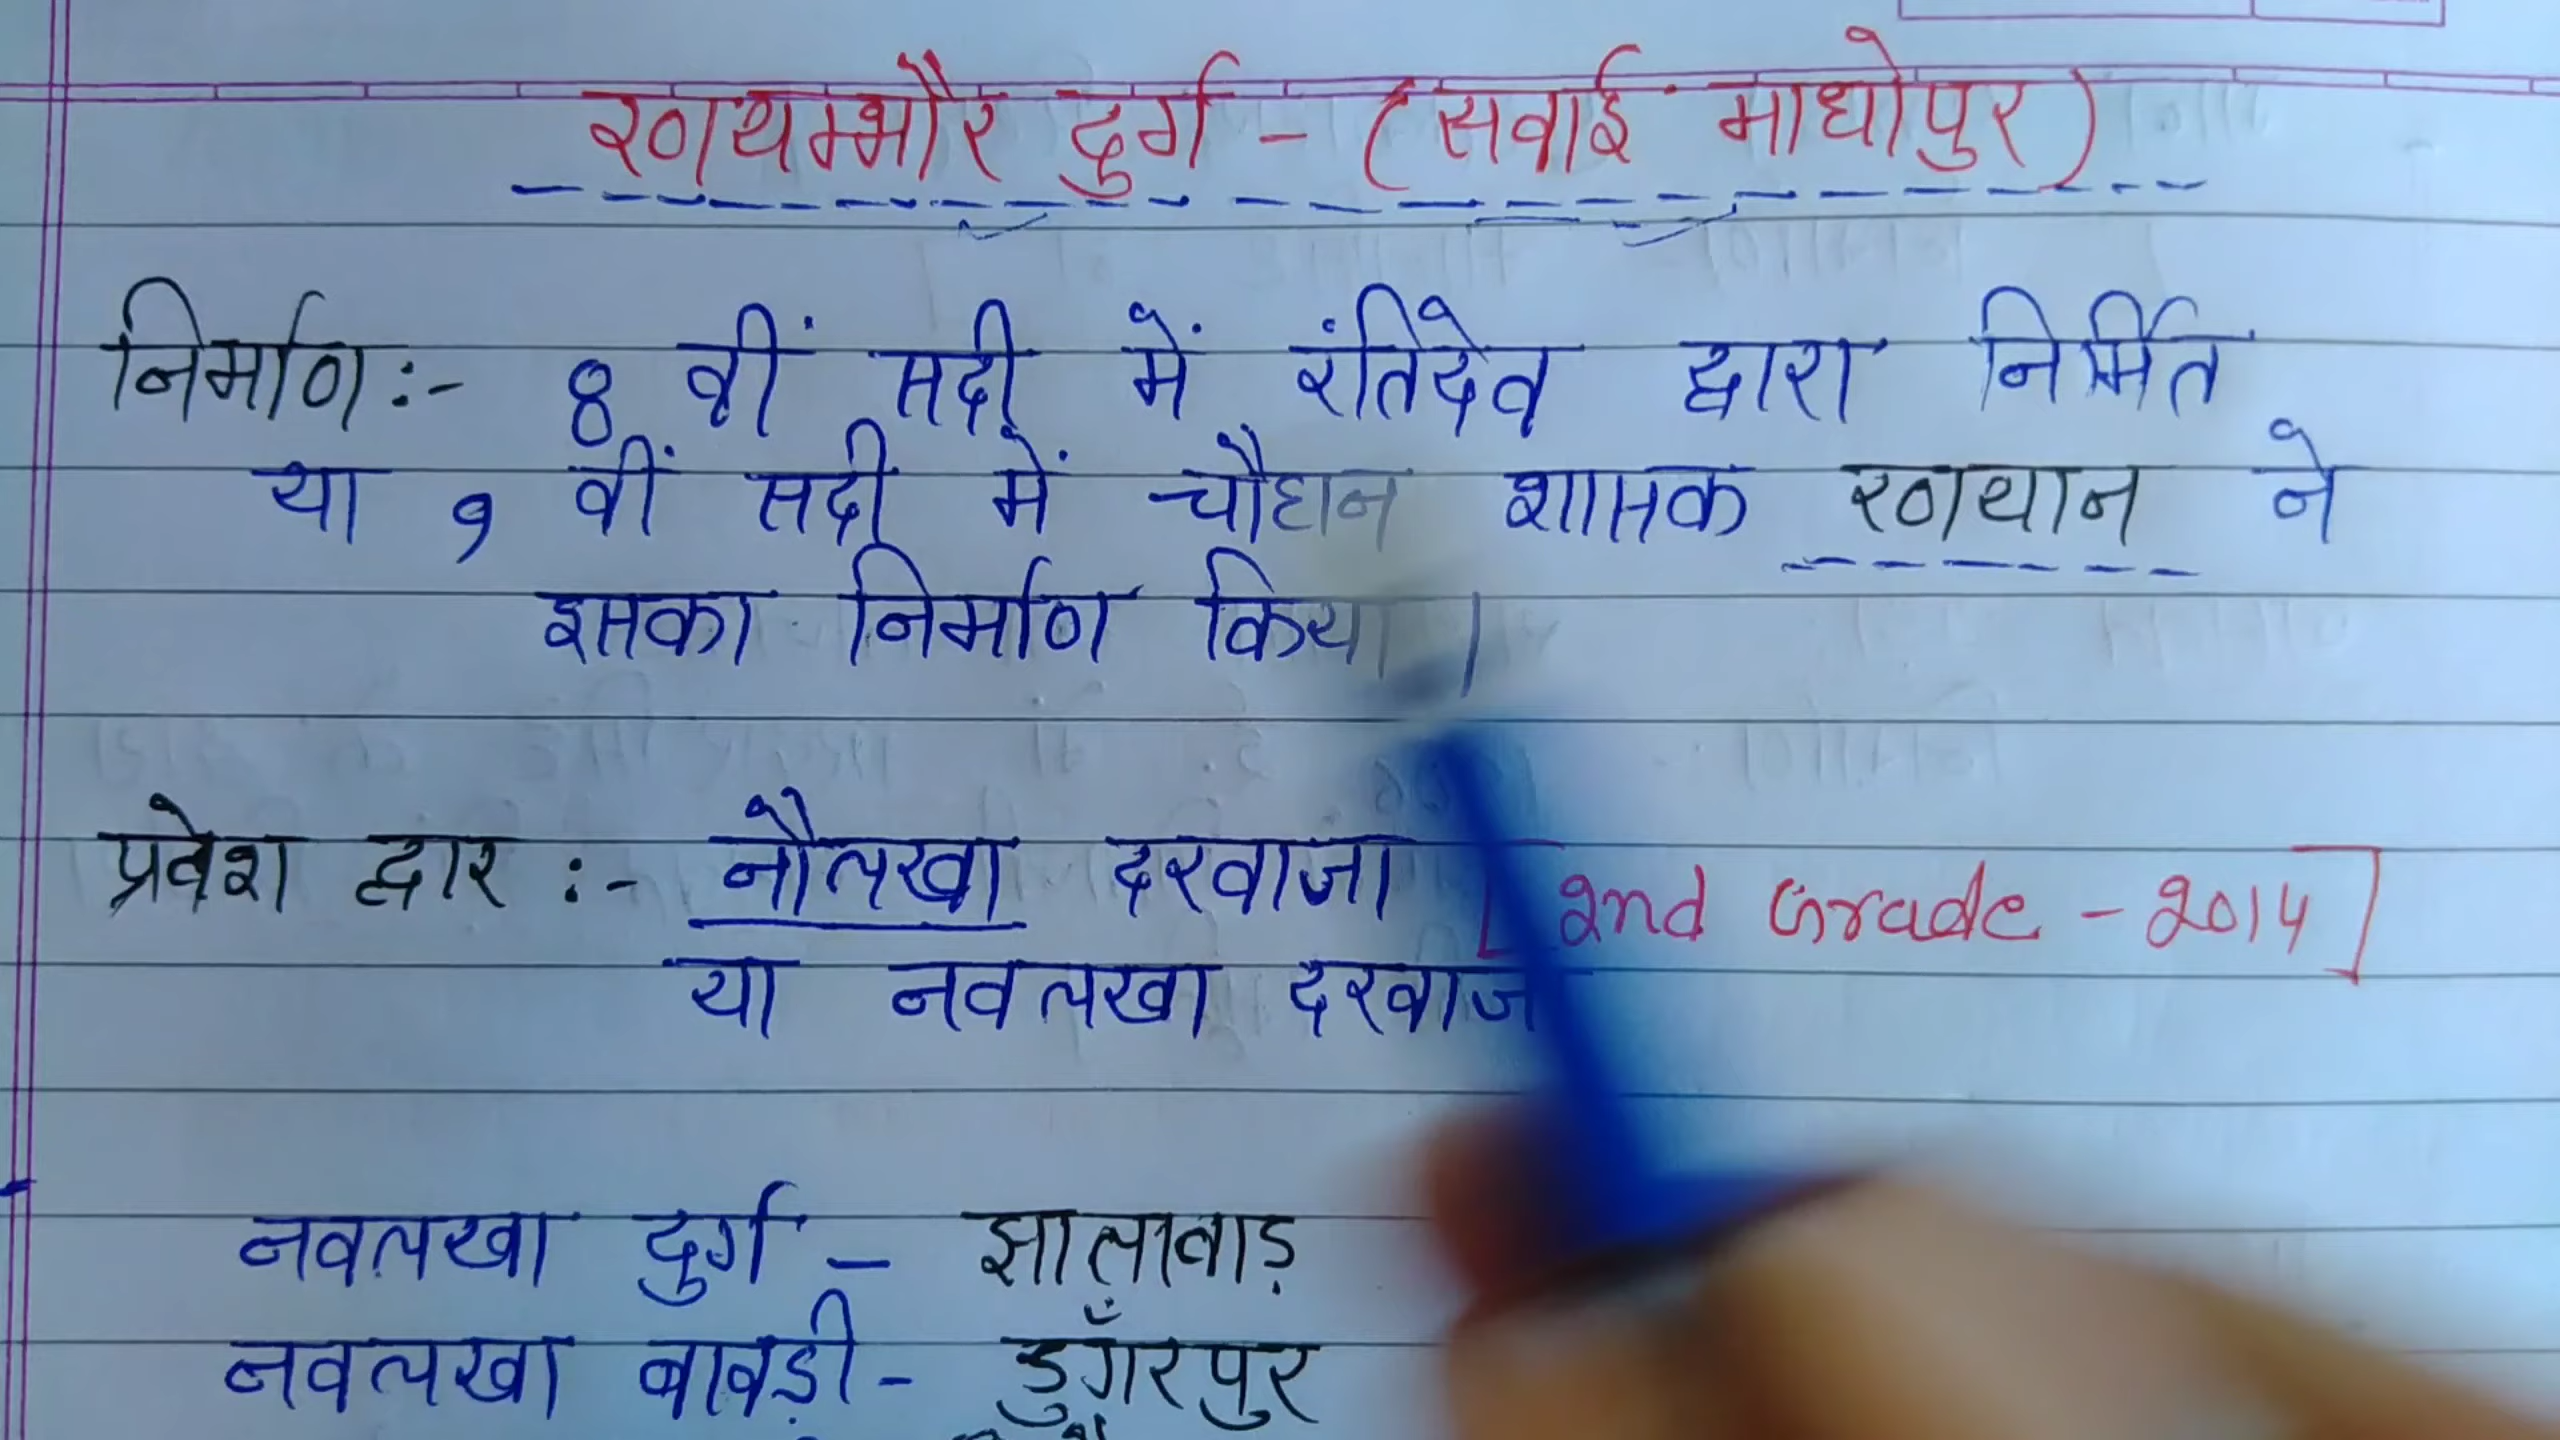 रणथम्भौर दुर्ग - (सवाई माधोपुर)
निर्माण :- 8 वीं सदी में रंतिदेव द्वारा निर्मित
या 9 वीं सदी में चौहान शासक रणथान ने
इसका निर्माण किया ।
प्रवेश द्वार :- नौलखा दरवाजा [2nd Grade - 2014]
या नवलखा दरवाज
नवलखा दुर्ग - झालावाड़
नवलखा बावड़ी - डुँगरपुर